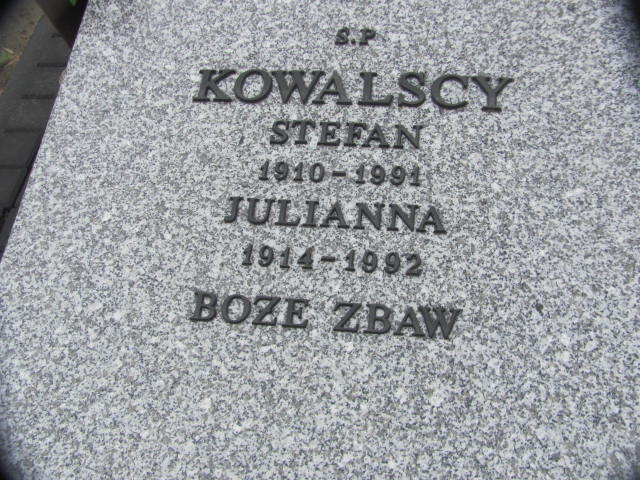 S.P
KOWALSCY
STEFAN
1910-1991
JULIANNA
1914-1992
BOZE ZBAW